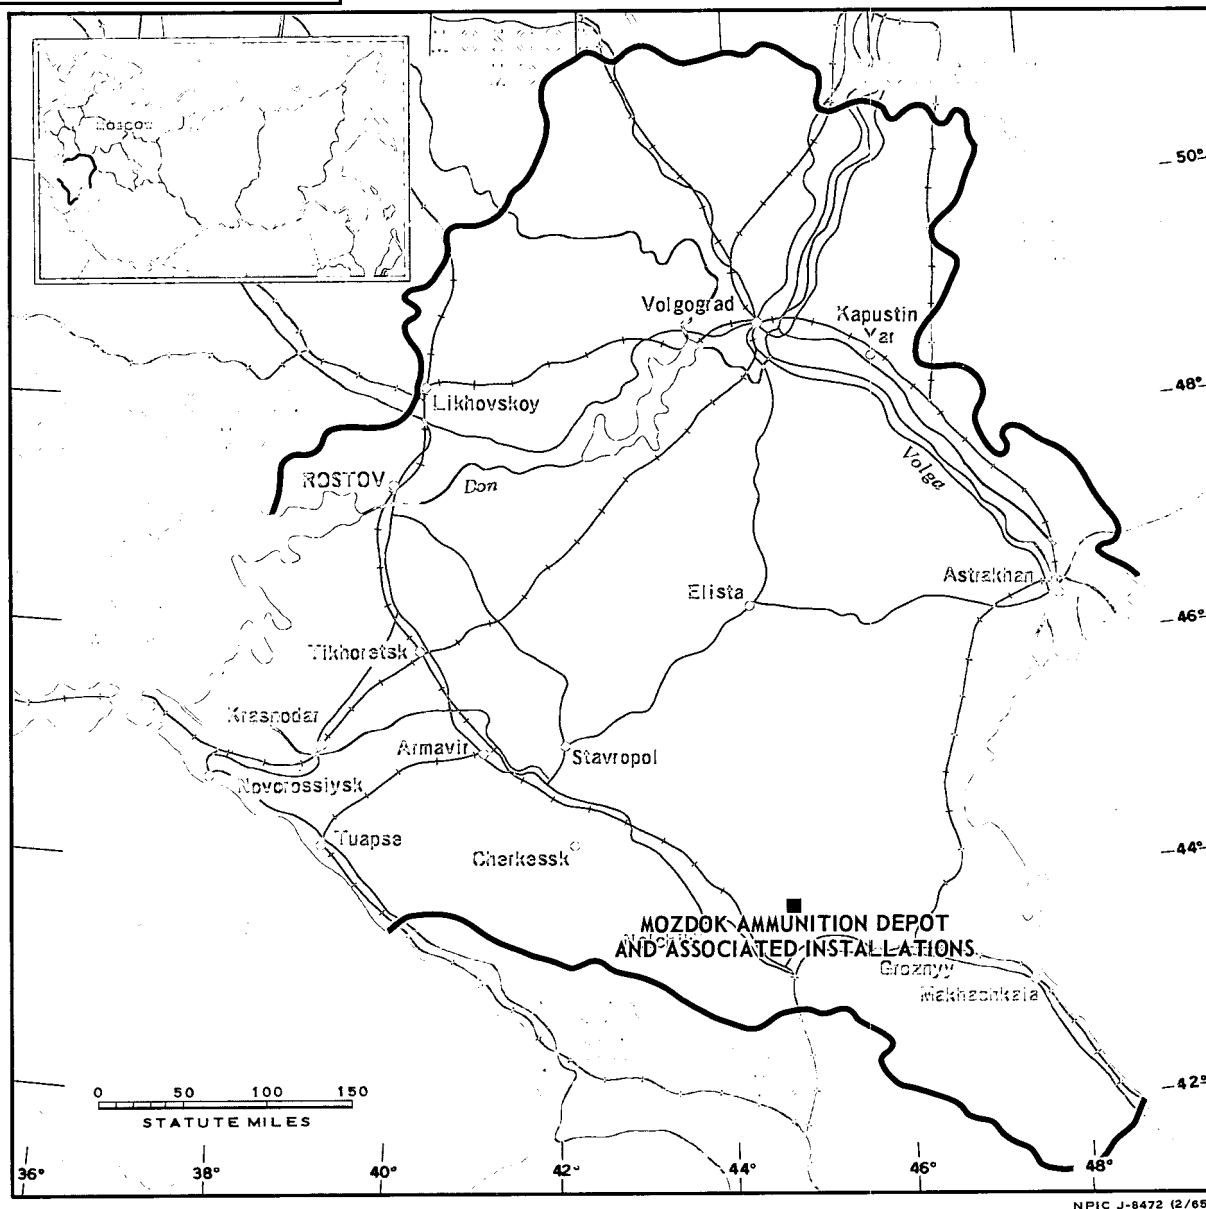 Moscow
50°
Volgograd
Kapustin
Yar
48°
Likhovskoy
ROSTOV
Don
Volga
Astrakhan
Elista
46°
Tikhoretsk
Krasnodar
Armavir
Stavropol
Novorossiysk
Tuapse
Cherkessk
44°
MOZDOK AMMUNITION DEPOT
AND ASSOCIATED INSTALLATIONS
Groznyy
Makhachkala
0 50 100 150
STATUTE MILES
42°
36° 38° 40° 42° 44° 46° 48°
NPIC J-8472 (2/65